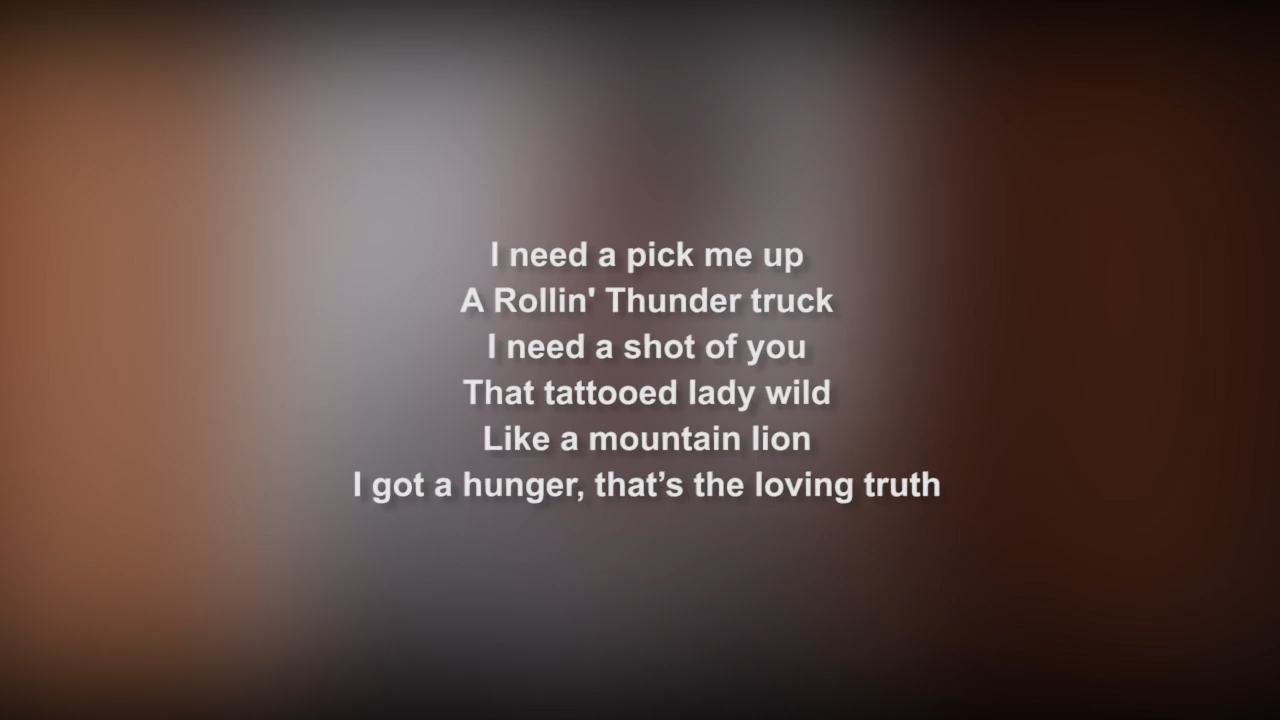 I need a pick me up
A Rollin' Thunder truck
I need a shot of you
That tattooed lady wild
Like a mountain lion
I got a hunger, that’s the loving truth